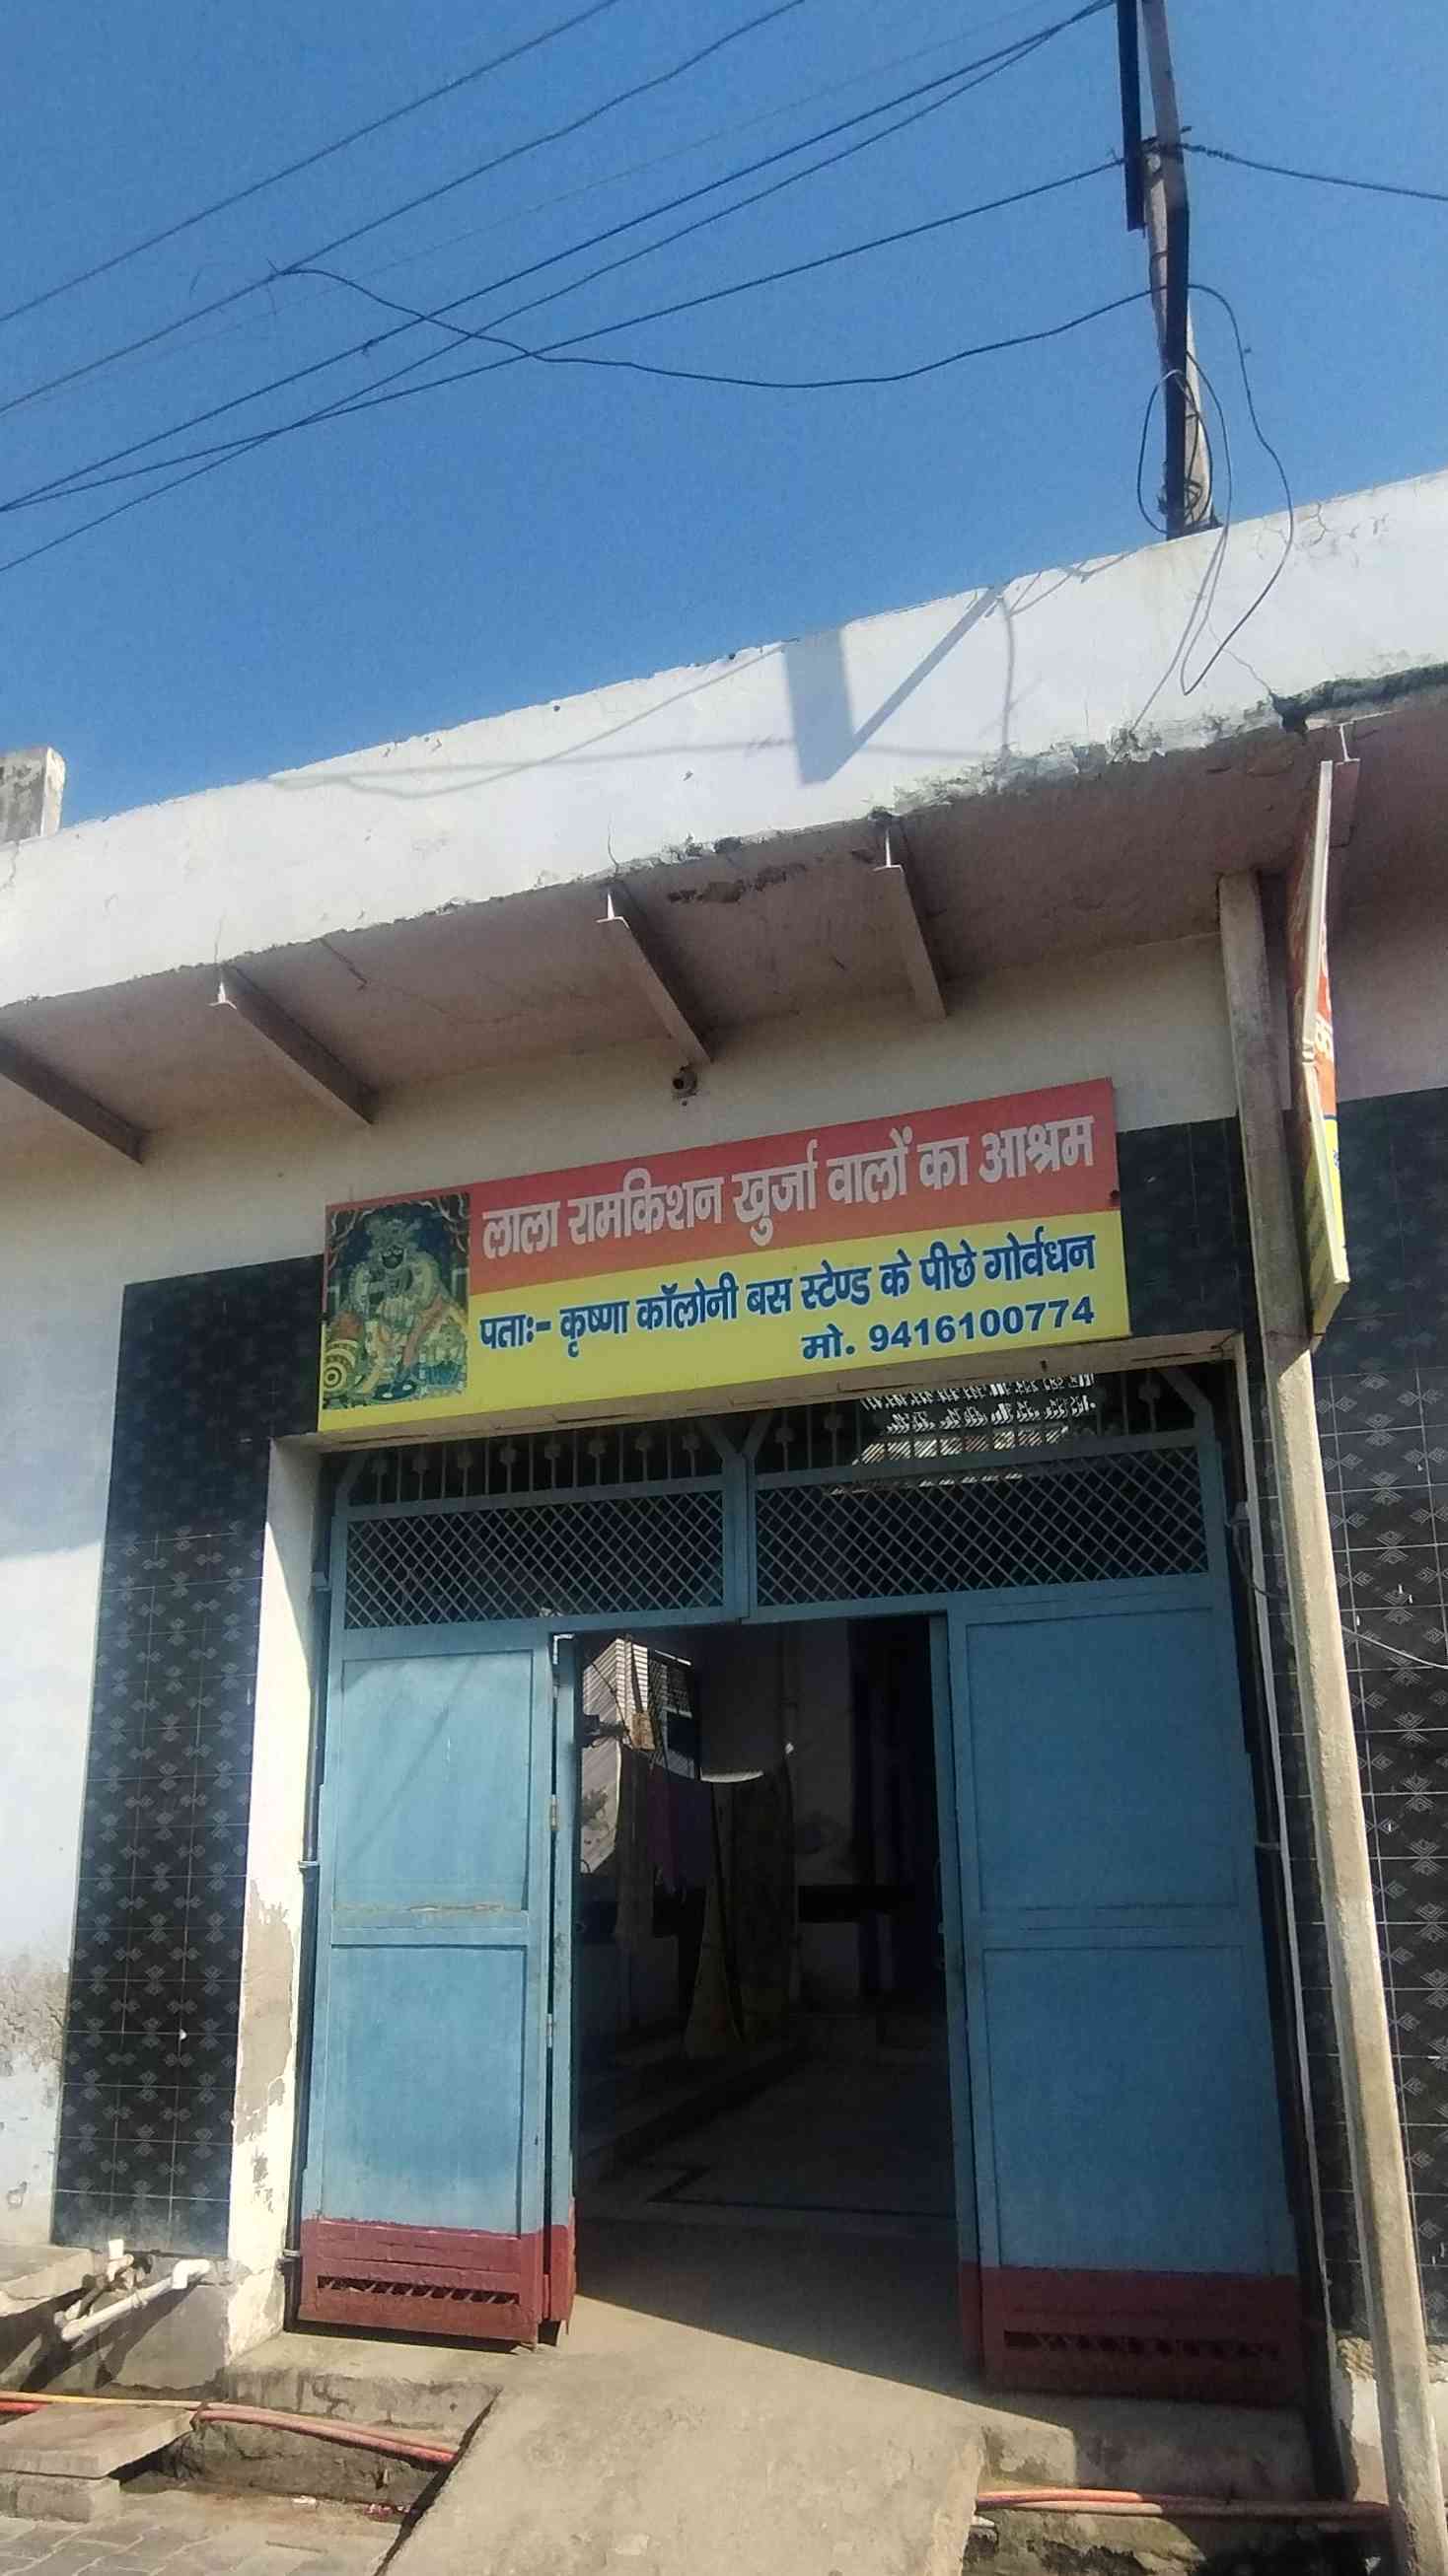 लाला रामकिशन खुर्जा वालों का आश्रम
पताः- कृष्णा कॉलोनी बस स्टेण्ड के पीछे गोर्वधन
मो. 9416100774